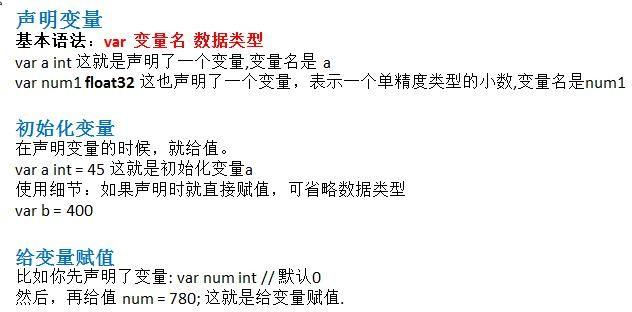 声明变量
基本语法：var 变量名 数据类型
var a int 这就是声明了一个变量,变量名是 a
var num1 float32 这也声明了一个变量，表示一个单精度类型的小数,变量名是num1
初始化变量
在声明变量的时候，就给值。
var a int = 45 这就是初始化变量a
使用细节：如果声明时就直接赋值，可省略数据类型
var b = 400
给变量赋值
比如你先声明了变量: var num int // 默认0
然后，再给值 num = 780; 这就是给变量赋值.